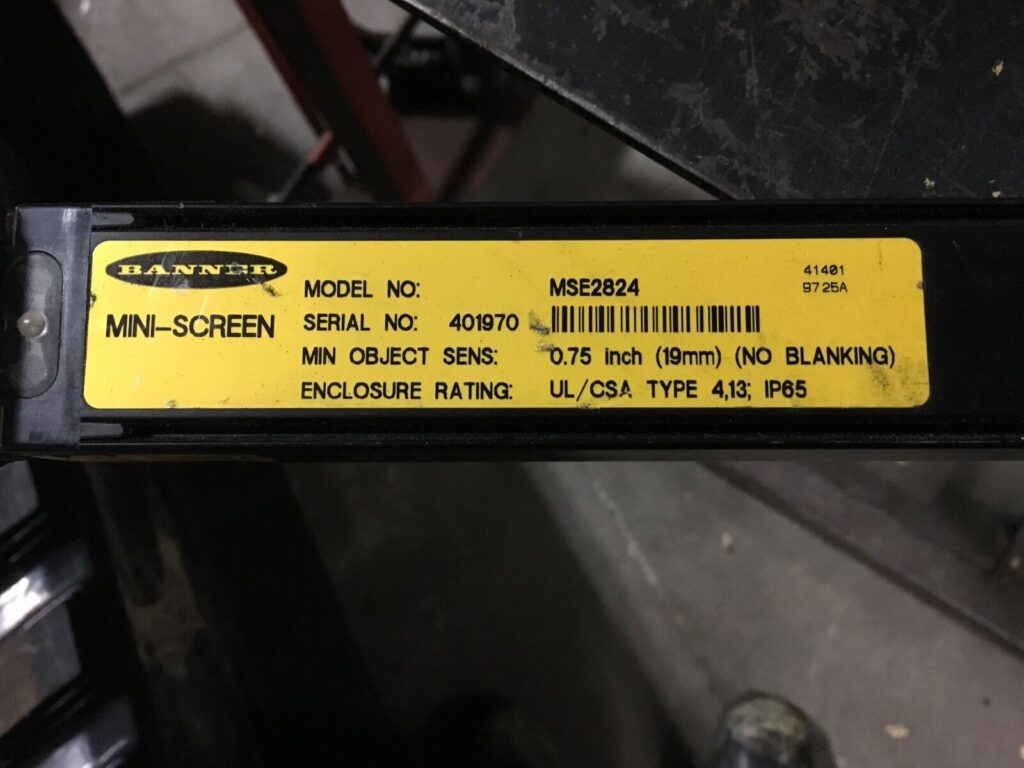 BANNER
MINI-SCREEN
MODEL NO: MSE2824
SERIAL NO: 401970
MIN OBJECT SENS: 0.75 inch (19mm) (NO BLANKING)
ENCLOSURE RATING: UL/CSA TYPE 4,13; IP65
41401
9725A